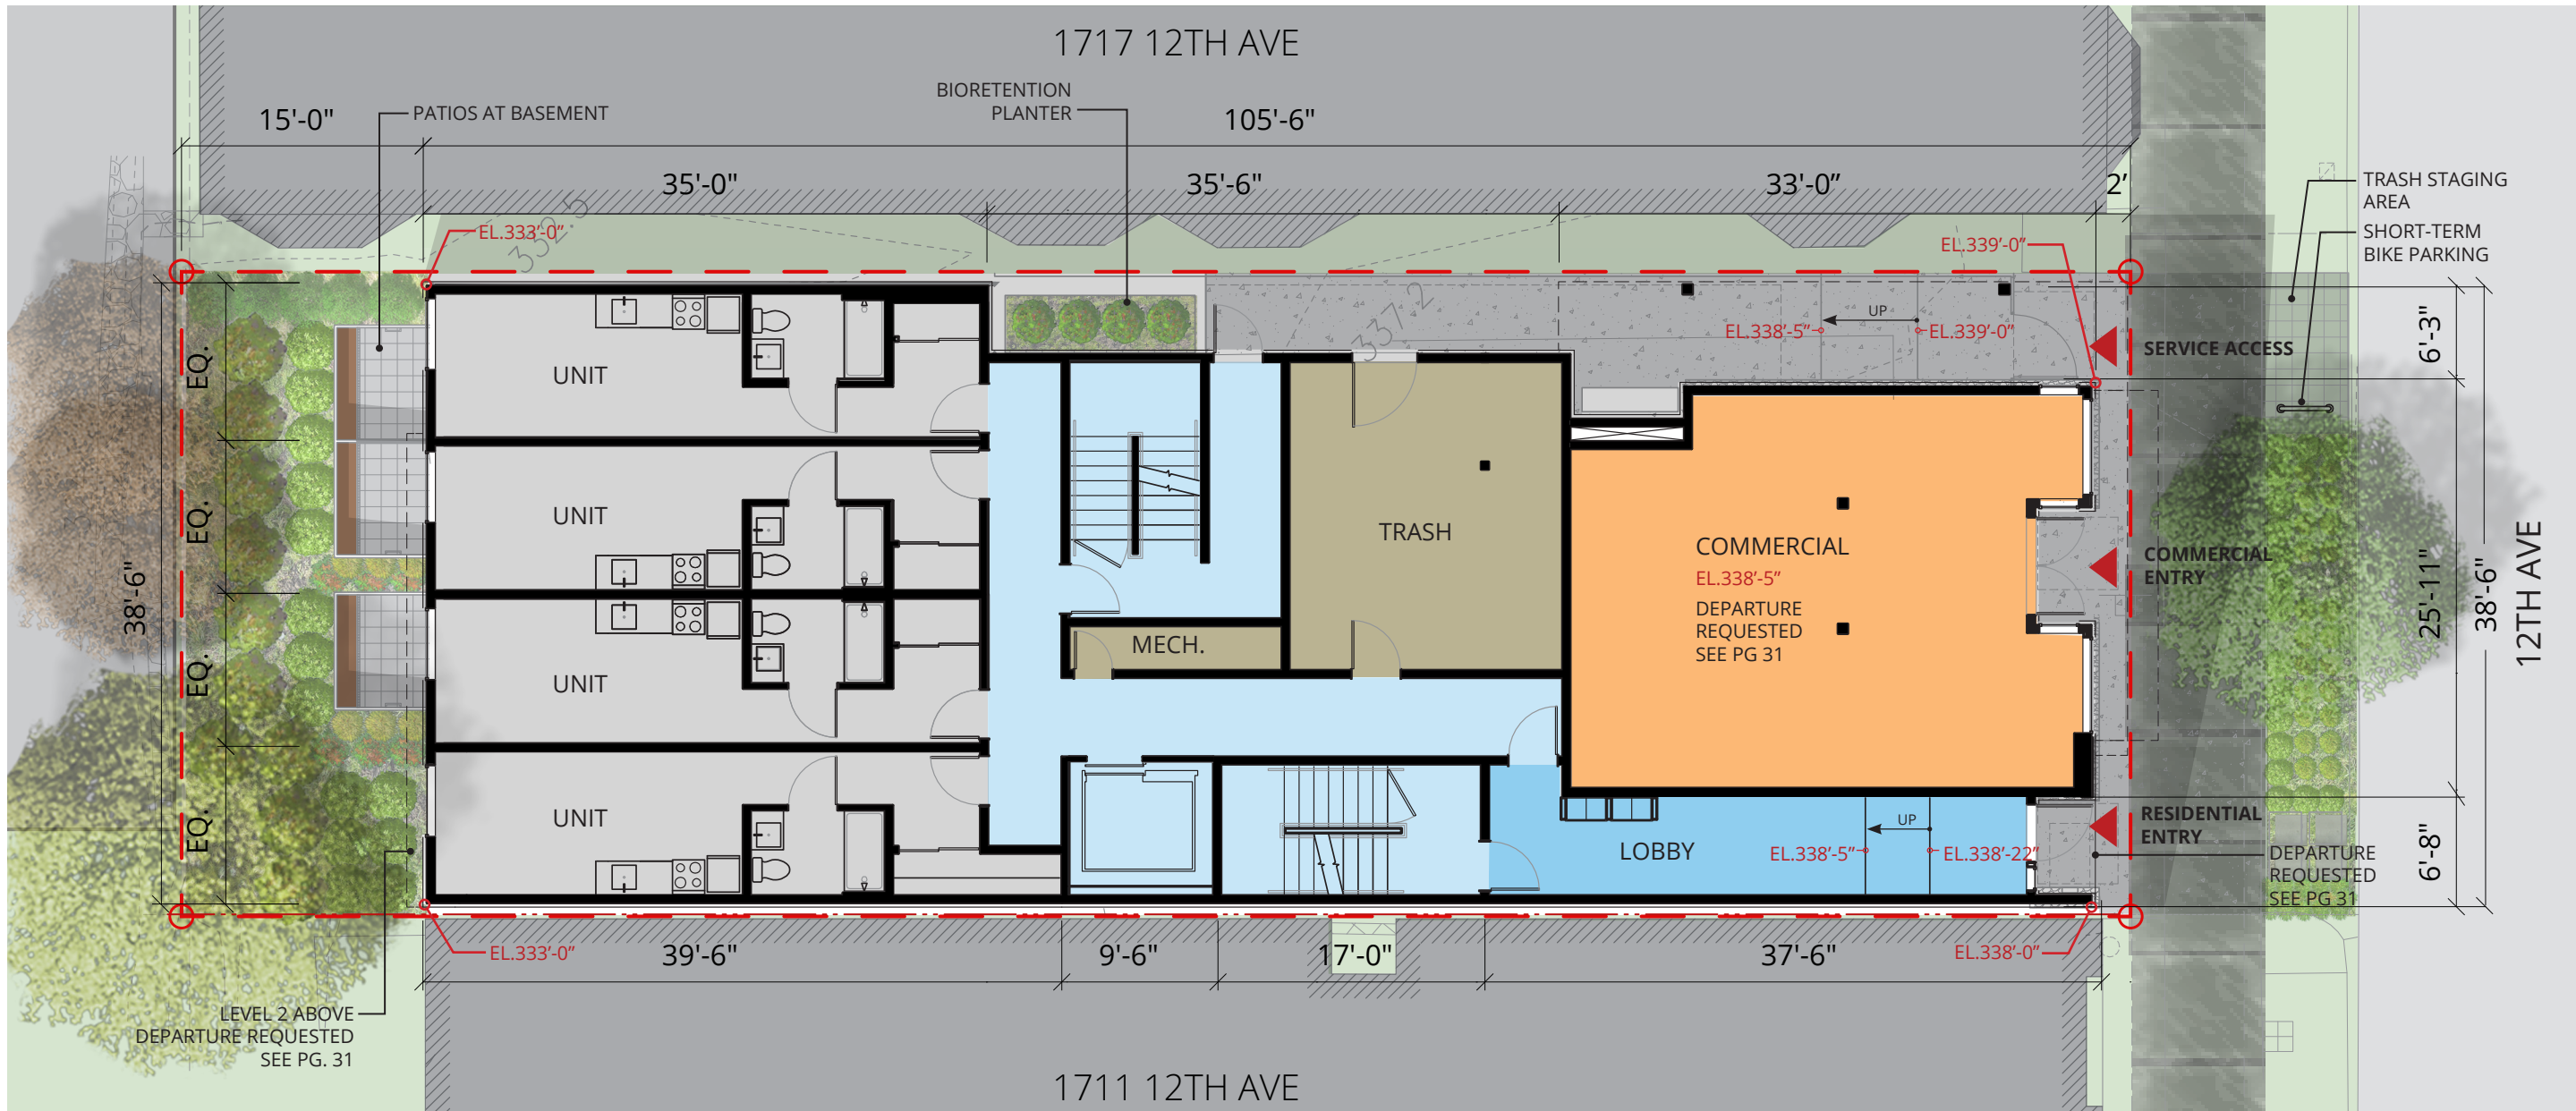 1717 12TH AVE
BIORETENTION
PLANTER
PATIOS AT BASEMENT
15'-0"
105'-6"
35'-0"
35'-6"
33'-0”
2’
TRASH STAGING
AREA
SHORT-TERM
BIKE PARKING
332.5
EL.333’-0”
EL.339’-0”
337.2
UP
EL.338’-5”
EL.339’-0”
SERVICE ACCESS
6'-3"
EQ.
EQ.
EQ.
EQ.
38'-6"
UNIT
UNIT
UNIT
UNIT
TRASH
MECH.
COMMERCIAL
EL.338’-5”
DEPARTURE
REQUESTED
SEE PG 31
COMMERCIAL
ENTRY
25'-11"
38'-6"
12TH AVE
RESIDENTIAL
ENTRY
LOBBY
UP
EL.338’-5”
EL.338’-22”
DEPARTURE
REQUESTED
SEE PG 31
6'-8"
EL.333’-0”
39'-6"
9'-6"
17'-0"
37'-6"
EL.338’-0”
LEVEL 2 ABOVE
DEPARTURE REQUESTED
SEE PG. 31
1711 12TH AVE